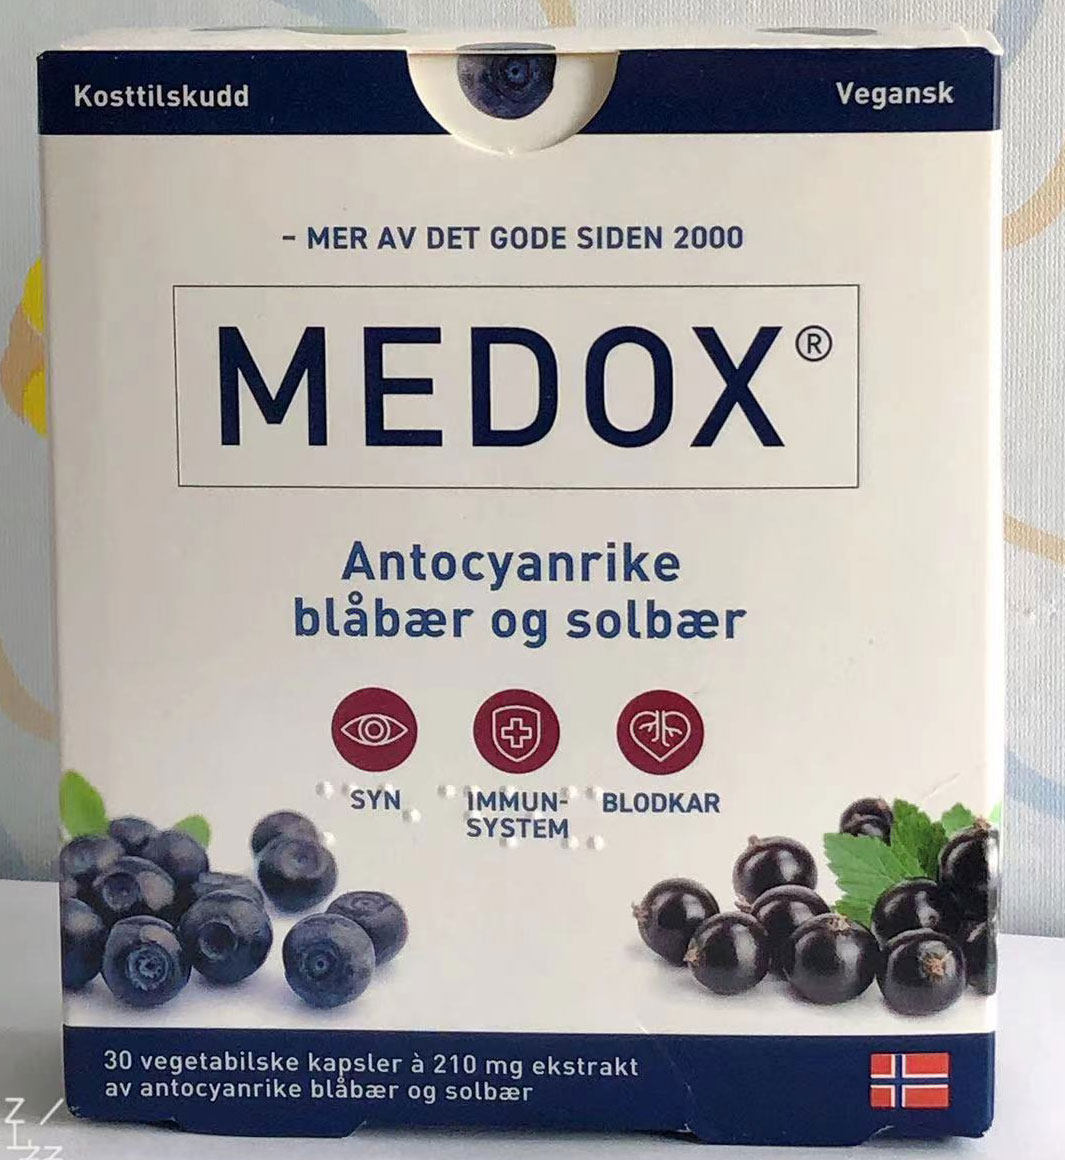 Kosttilskudd
Vegansk
– MER AV DET GODE SIDEN 2000
MEDOX®
Antocyanrike
blåbær og solbær
SYN
IMMUN-
SYSTEM
BLODKAR
30 vegetabilske kapsler à 210 mg ekstrakt
av antocyanrike blåbær og solbær